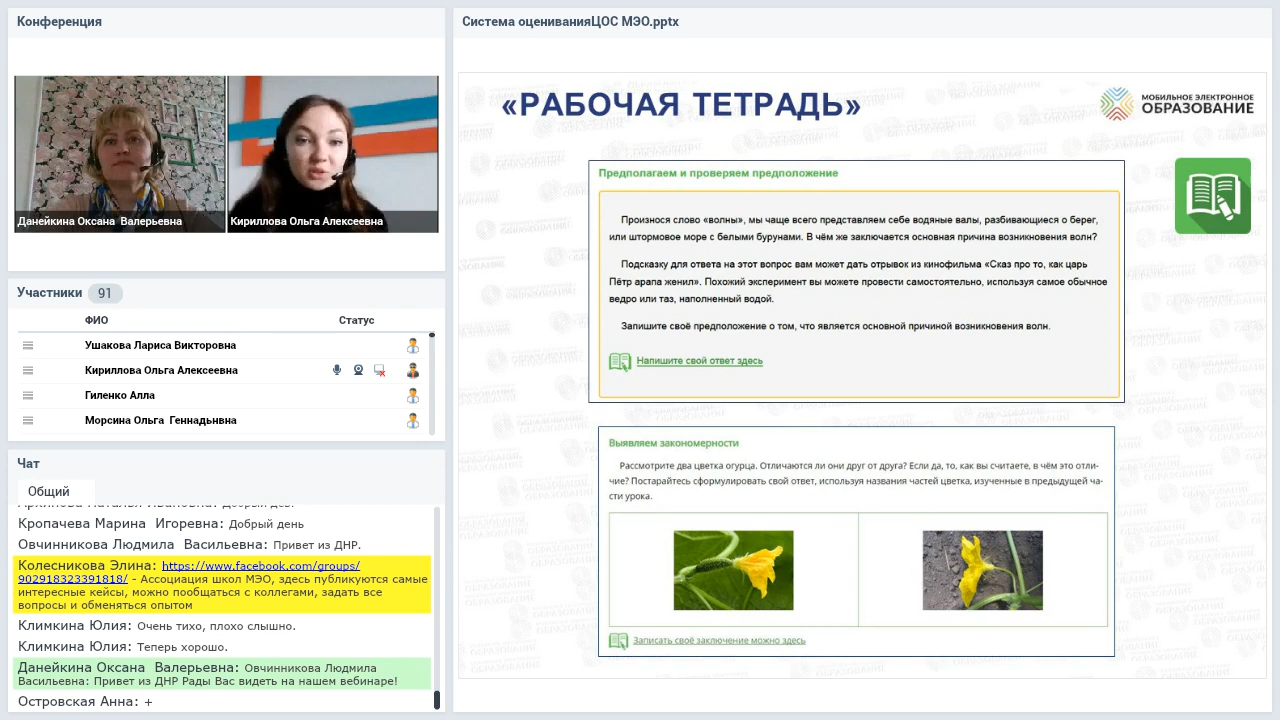 Конференция
Данейкина Оксана Валерьевна
Кириллова Ольга Алексеевна
Участники 91
ФИО Статус
Ушакова Лариса Викторовна
Кириллова Ольга Алексеевна
Гиленко Алла
Морсина Ольга Геннадьнвна
Чат
Общий
Кропачева Марина Игоревна: Добрый день
Овчинникова Людмила Васильевна: Привет из ДНР.
Колесникова Элина: https://www.facebook.com/groups/
902918323391818/ - Ассоциация школ МЭО, здесь публикуются самые
интересные кейсы, можно пообщаться с коллегами, задать все
вопросы и обменяться опытом
Климкина Юлия: Очень тихо, плохо слышно.
Климкина Юлия: Теперь хорошо.
Данейкина Оксана Валерьевна: Овчинникова Людмила
Васильевна: Привет из ДНР Рады Вас видеть на нашем вебинаре!
Островская Анна: +
Система оцениванияЦОС МЭО.pptx
«РАБОЧАЯ ТЕТРАДЬ»
МОБИЛЬНОЕ ЭЛЕКТРОННОЕ
ОБРАЗОВАНИЕ
Предполагаем и проверяем предположение
Произнося слово «волны», мы чаще всего представляем себе водяные валы, разбивающиеся о берег,
или штормовое море с белыми бурунами. В чём же заключается основная причина возникновения волн?
Подсказку для ответа на этот вопрос вам может дать отрывок из кинофильма «Сказ про то, как царь
Пётр арапа женил». Похожий эксперимент вы можете провести самостоятельно, используя самое обычное
ведро или таз, наполненный водой.
Запишите своё предположение о том, что является основной причиной возникновения волн.
Напишите свой ответ здесь
Выявляем закономерности
Рассмотрите два цветка огурца. Отличаются ли они друг от друга? Если да, то, как вы считаете, в чём это отли-
чие? Постарайтесь сформулировать свой ответ, используя названия частей цветка, изученные в предыдущей ча-
сти урока.
Записать своё заключение можно здесь